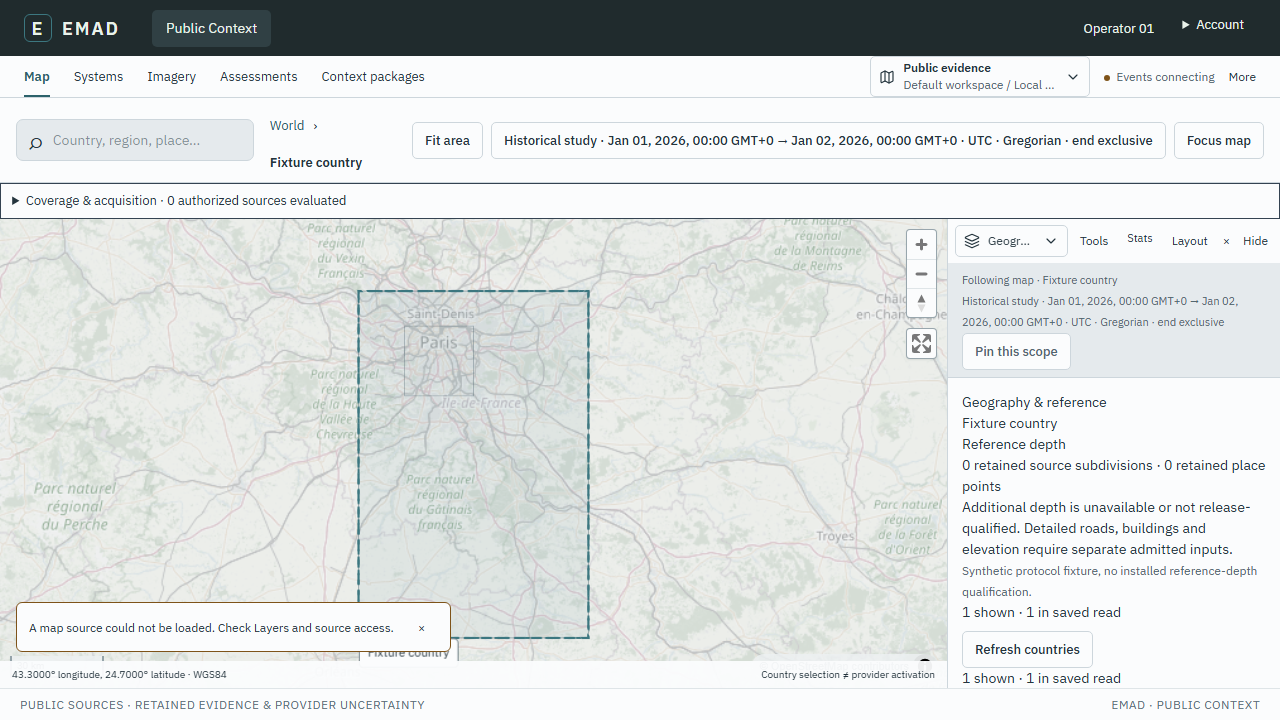 E EMAD
Public Context
Operator 01
▶ Account
Map
Systems
Imagery
Assessments
Context packages
Public evidence
Default workspace / Local ...
Events connecting
More
Country, region, place...
World ›
Fixture country
Fit area
Historical study · Jan 01, 2026, 00:00 GMT+0 → Jan 02, 2026, 00:00 GMT+0 · UTC · Gregorian · end exclusive
Focus map
▶ Coverage & acquisition · 0 authorized sources evaluated
Parc naturel
régional
du Vexin
Français
Parc naturel
régional
de la Montagne
de Reims
Saint-Denis
Paris
Île-de-France
Parc naturel
régional
de la Haute
Vallée de
Chevreuse
Parc naturel
régional
du Gâtinais
français
Parc naturel
régional
du Perche
Troyes
Parc naturel
régional
de la Forêt
d'Orient
A map source could not be loaded. Check Layers and source access. ×
Fixture country
43.3000° longitude, 24.7000° latitude · WGS84
Country selection ≠ provider activation
Geogr...
Tools
Stats
Layout
×
Hide
Following map · Fixture country
Historical study · Jan 01, 2026, 00:00 GMT+0 → Jan 02,
2026, 00:00 GMT+0 · UTC · Gregorian · end exclusive
Pin this scope
Geography & reference
Fixture country
Reference depth
0 retained source subdivisions · 0 retained place
points
Additional depth is unavailable or not release-
qualified. Detailed roads, buildings and
elevation require separate admitted inputs.
Synthetic protocol fixture, no installed reference-depth
qualification.
1 shown · 1 in saved read
Refresh countries
1 shown · 1 in saved read
PUBLIC SOURCES · RETAINED EVIDENCE & PROVIDER UNCERTAINTY
EMAD · PUBLIC CONTEXT